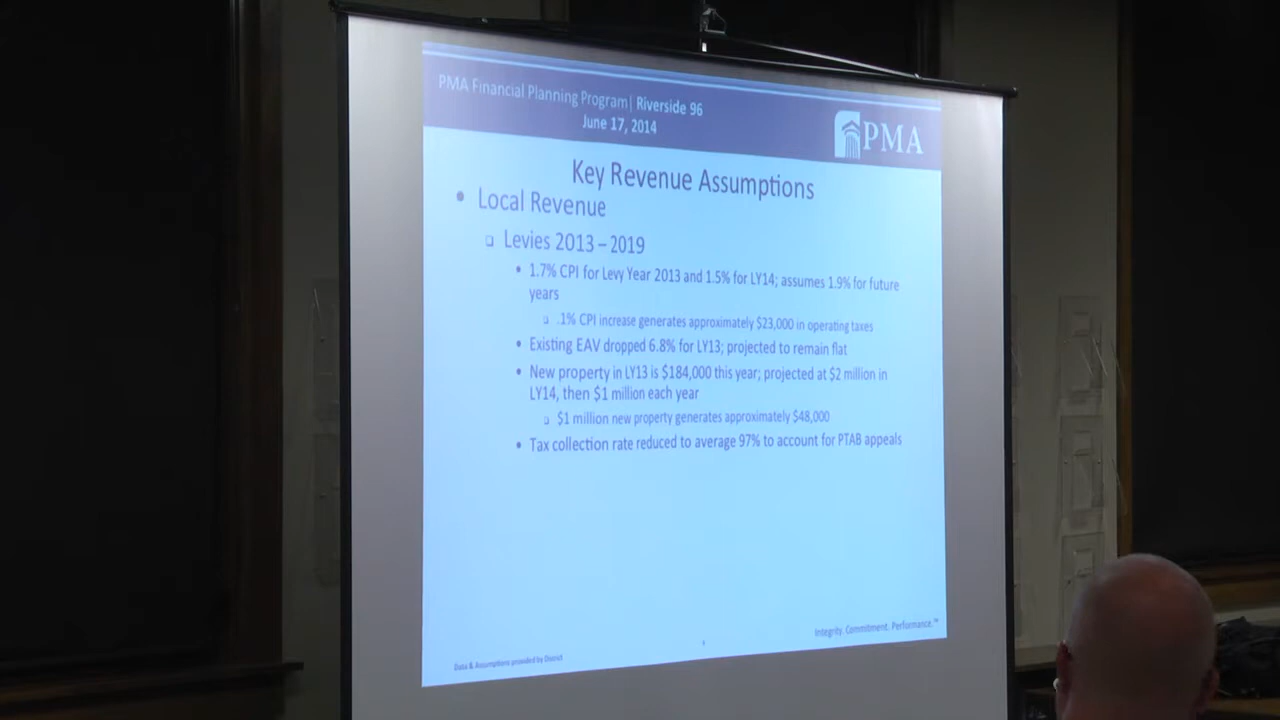 PMA Financial Planning Program| Riverside 96
June 17, 2014
PMA
Key Revenue Assumptions
• Local Revenue
❑ Levies 2013 – 2019
• 1.7% CPI for Levy Year 2013 and 1.5% for LY14; assumes 1.9% for future
years
❑ .1% CPI increase generates approximately $23,000 in operating taxes
• Existing EAV dropped 6.8% for LY13; projected to remain flat
• New property in LY13 is $184,000 this year; projected at $2 million in
LY14, then $1 million each year
❑ $1 million new property generates approximately $48,000
• Tax collection rate reduced to average 97% to account for PTAB appeals
Integrity. Commitment. Performance.™
Data & Assumptions provided by District